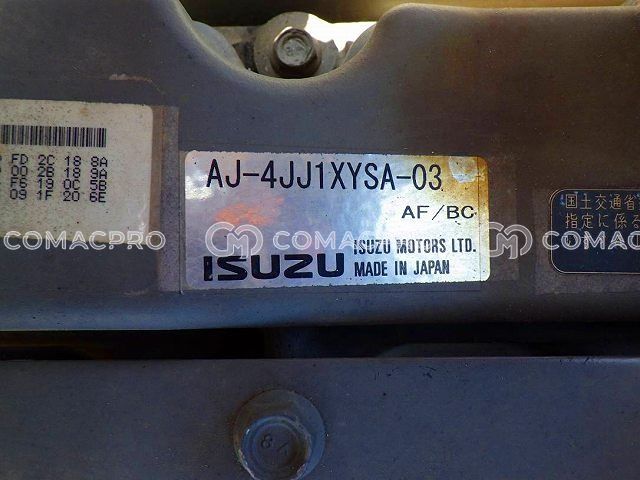 FD 2C 18 8A
00 2B 18 9A
F6 19 0C 5B
09 1F 20 6E
AJ-4JJ1XYSA-03
AF/BC
ISUZU
ISUZU MOTORS LTD.
MADE IN JAPAN
国土交通省
指定に係る
COMACPRO
COMACPRO
COMACPRO
8